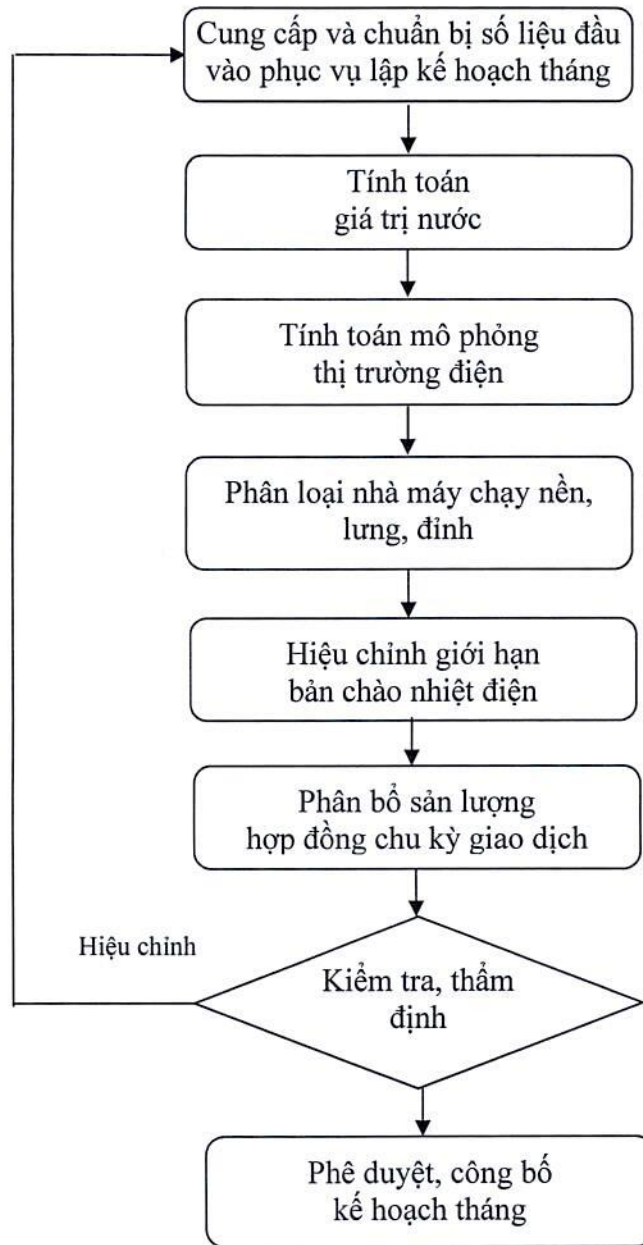 Cung cấp và chuẩn bị số liệu đầu
vào phục vụ lập kế hoạch tháng
Tính toán
giá trị nước
Tính toán mô phỏng
thị trường điện
Phân loại nhà máy chạy nền,
lưng, đỉnh
Hiệu chỉnh giới hạn
bản chào nhiệt điện
Phân bổ sản lượng
hợp đồng chu kỳ giao dịch
Hiệu chỉnh
Kiểm tra, thẩm
định
Phê duyệt, công bố
kế hoạch tháng